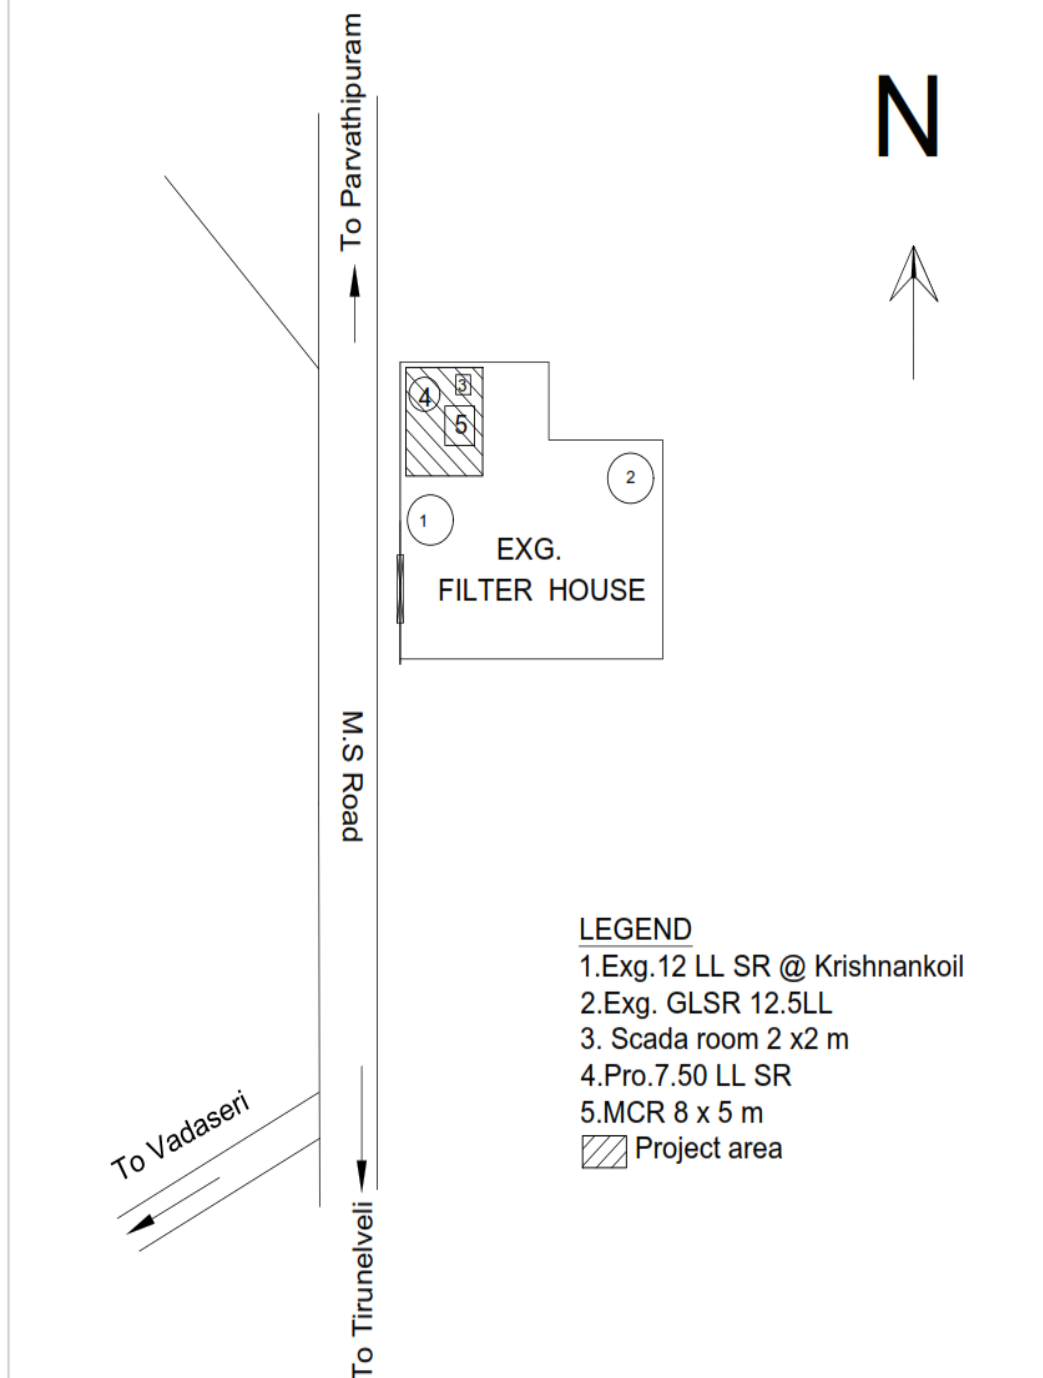 To Parvathipuram
N
4
3
5
2
1
EXG.
FILTER HOUSE
M.S Road
LEGEND
1.Exg.12 LL SR @ Krishnankoil
2.Exg. GLSR 12.5LL
3. Scada room 2 x2 m
4.Pro.7.50 LL SR
5.MCR 8 x 5 m
Project area
To Vadaseri
To Tirunelveli